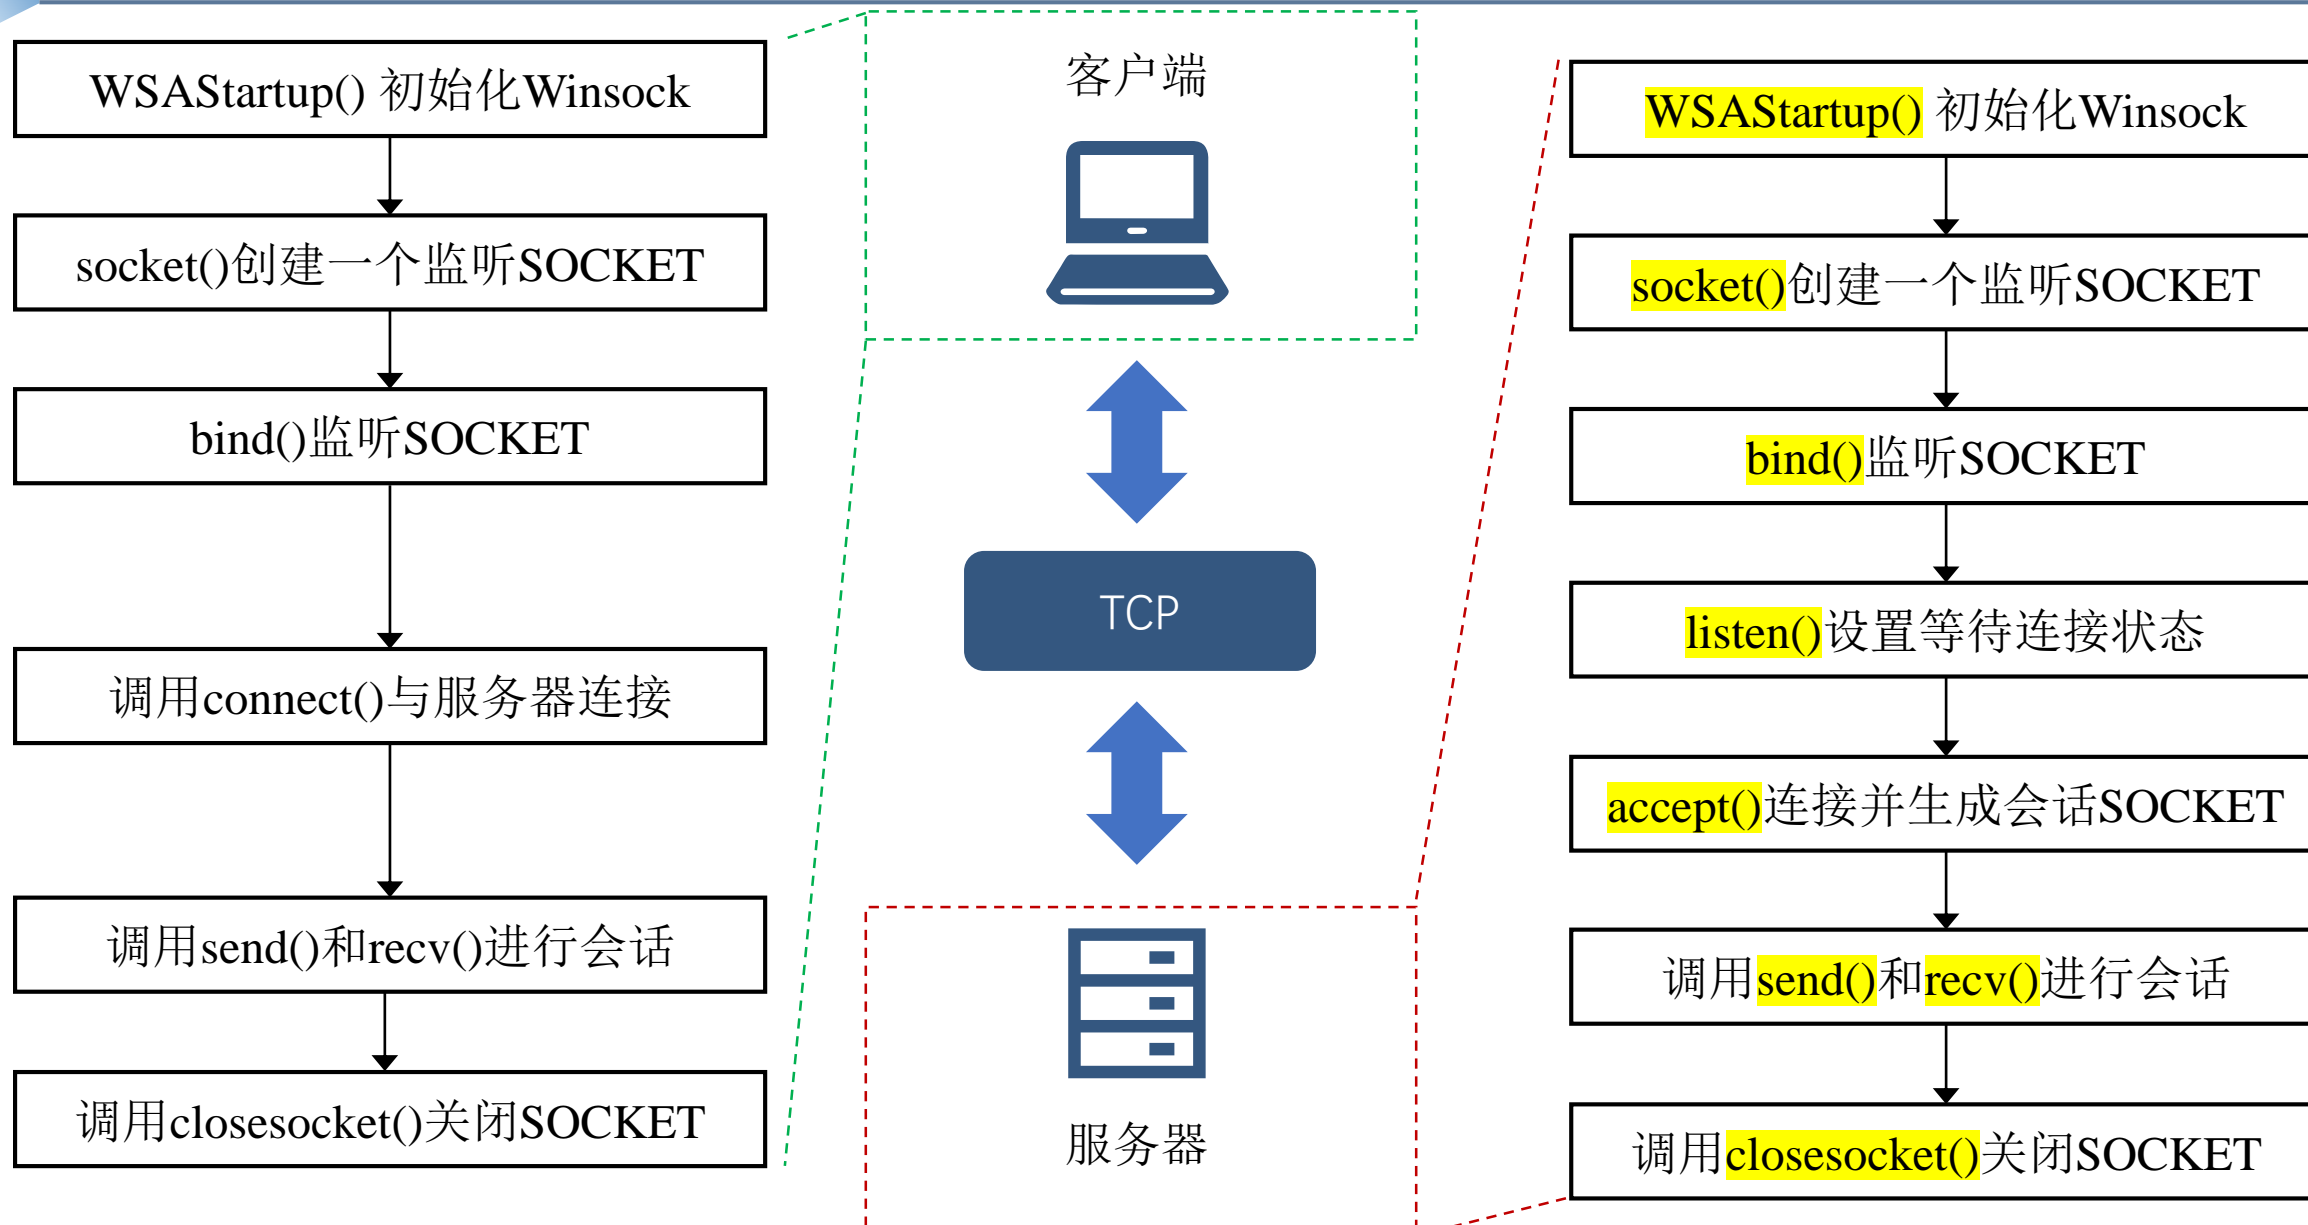 WSAStartup() 初始化Winsock
socket()创建一个监听SOCKET
bind()监听SOCKET
调用connect()与服务器连接
调用send()和recv()进行会话
调用closesocket()关闭SOCKET
客户端
TCP
服务器
WSAStartup() 初始化Winsock
socket()创建一个监听SOCKET
bind()监听SOCKET
listen()设置等待连接状态
accept()连接并生成会话SOCKET
调用send()和recv()进行会话
调用closesocket()关闭SOCKET